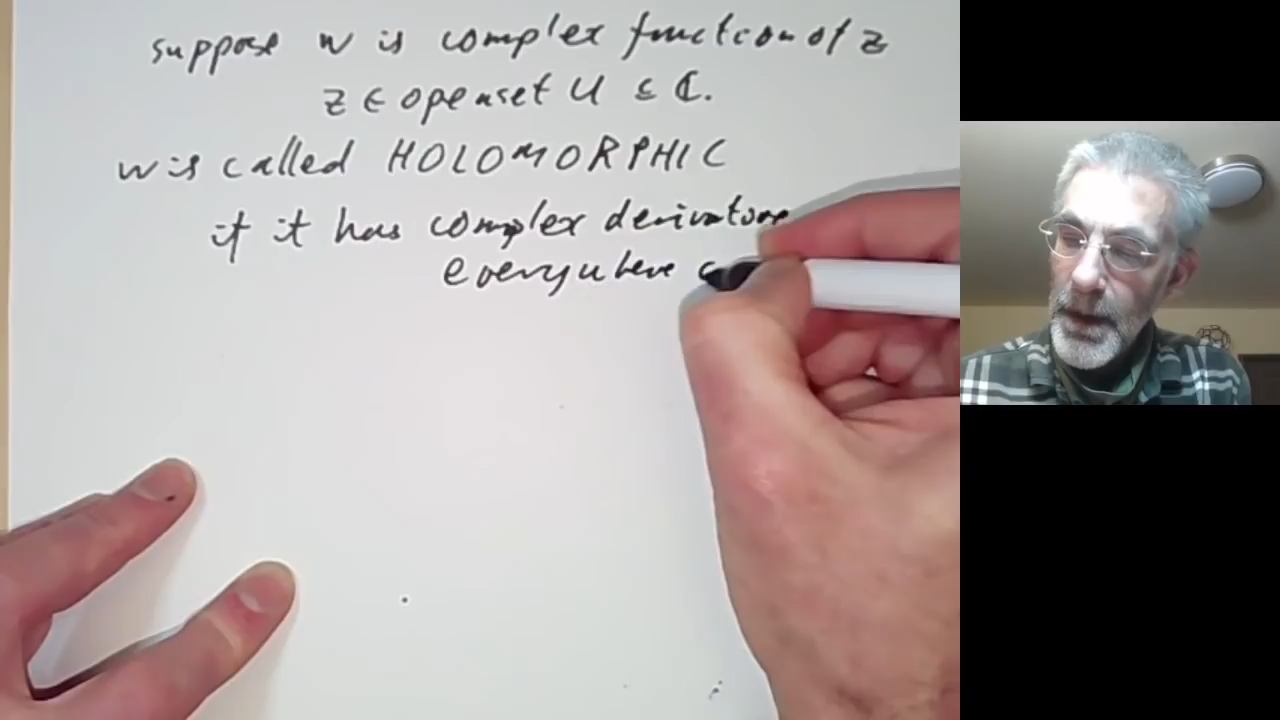 suppose w is complex function of z
z ∈ open set U ⊆ ℂ.
w is called HOLOMORPHIC
if it has complex derivative
everywhere